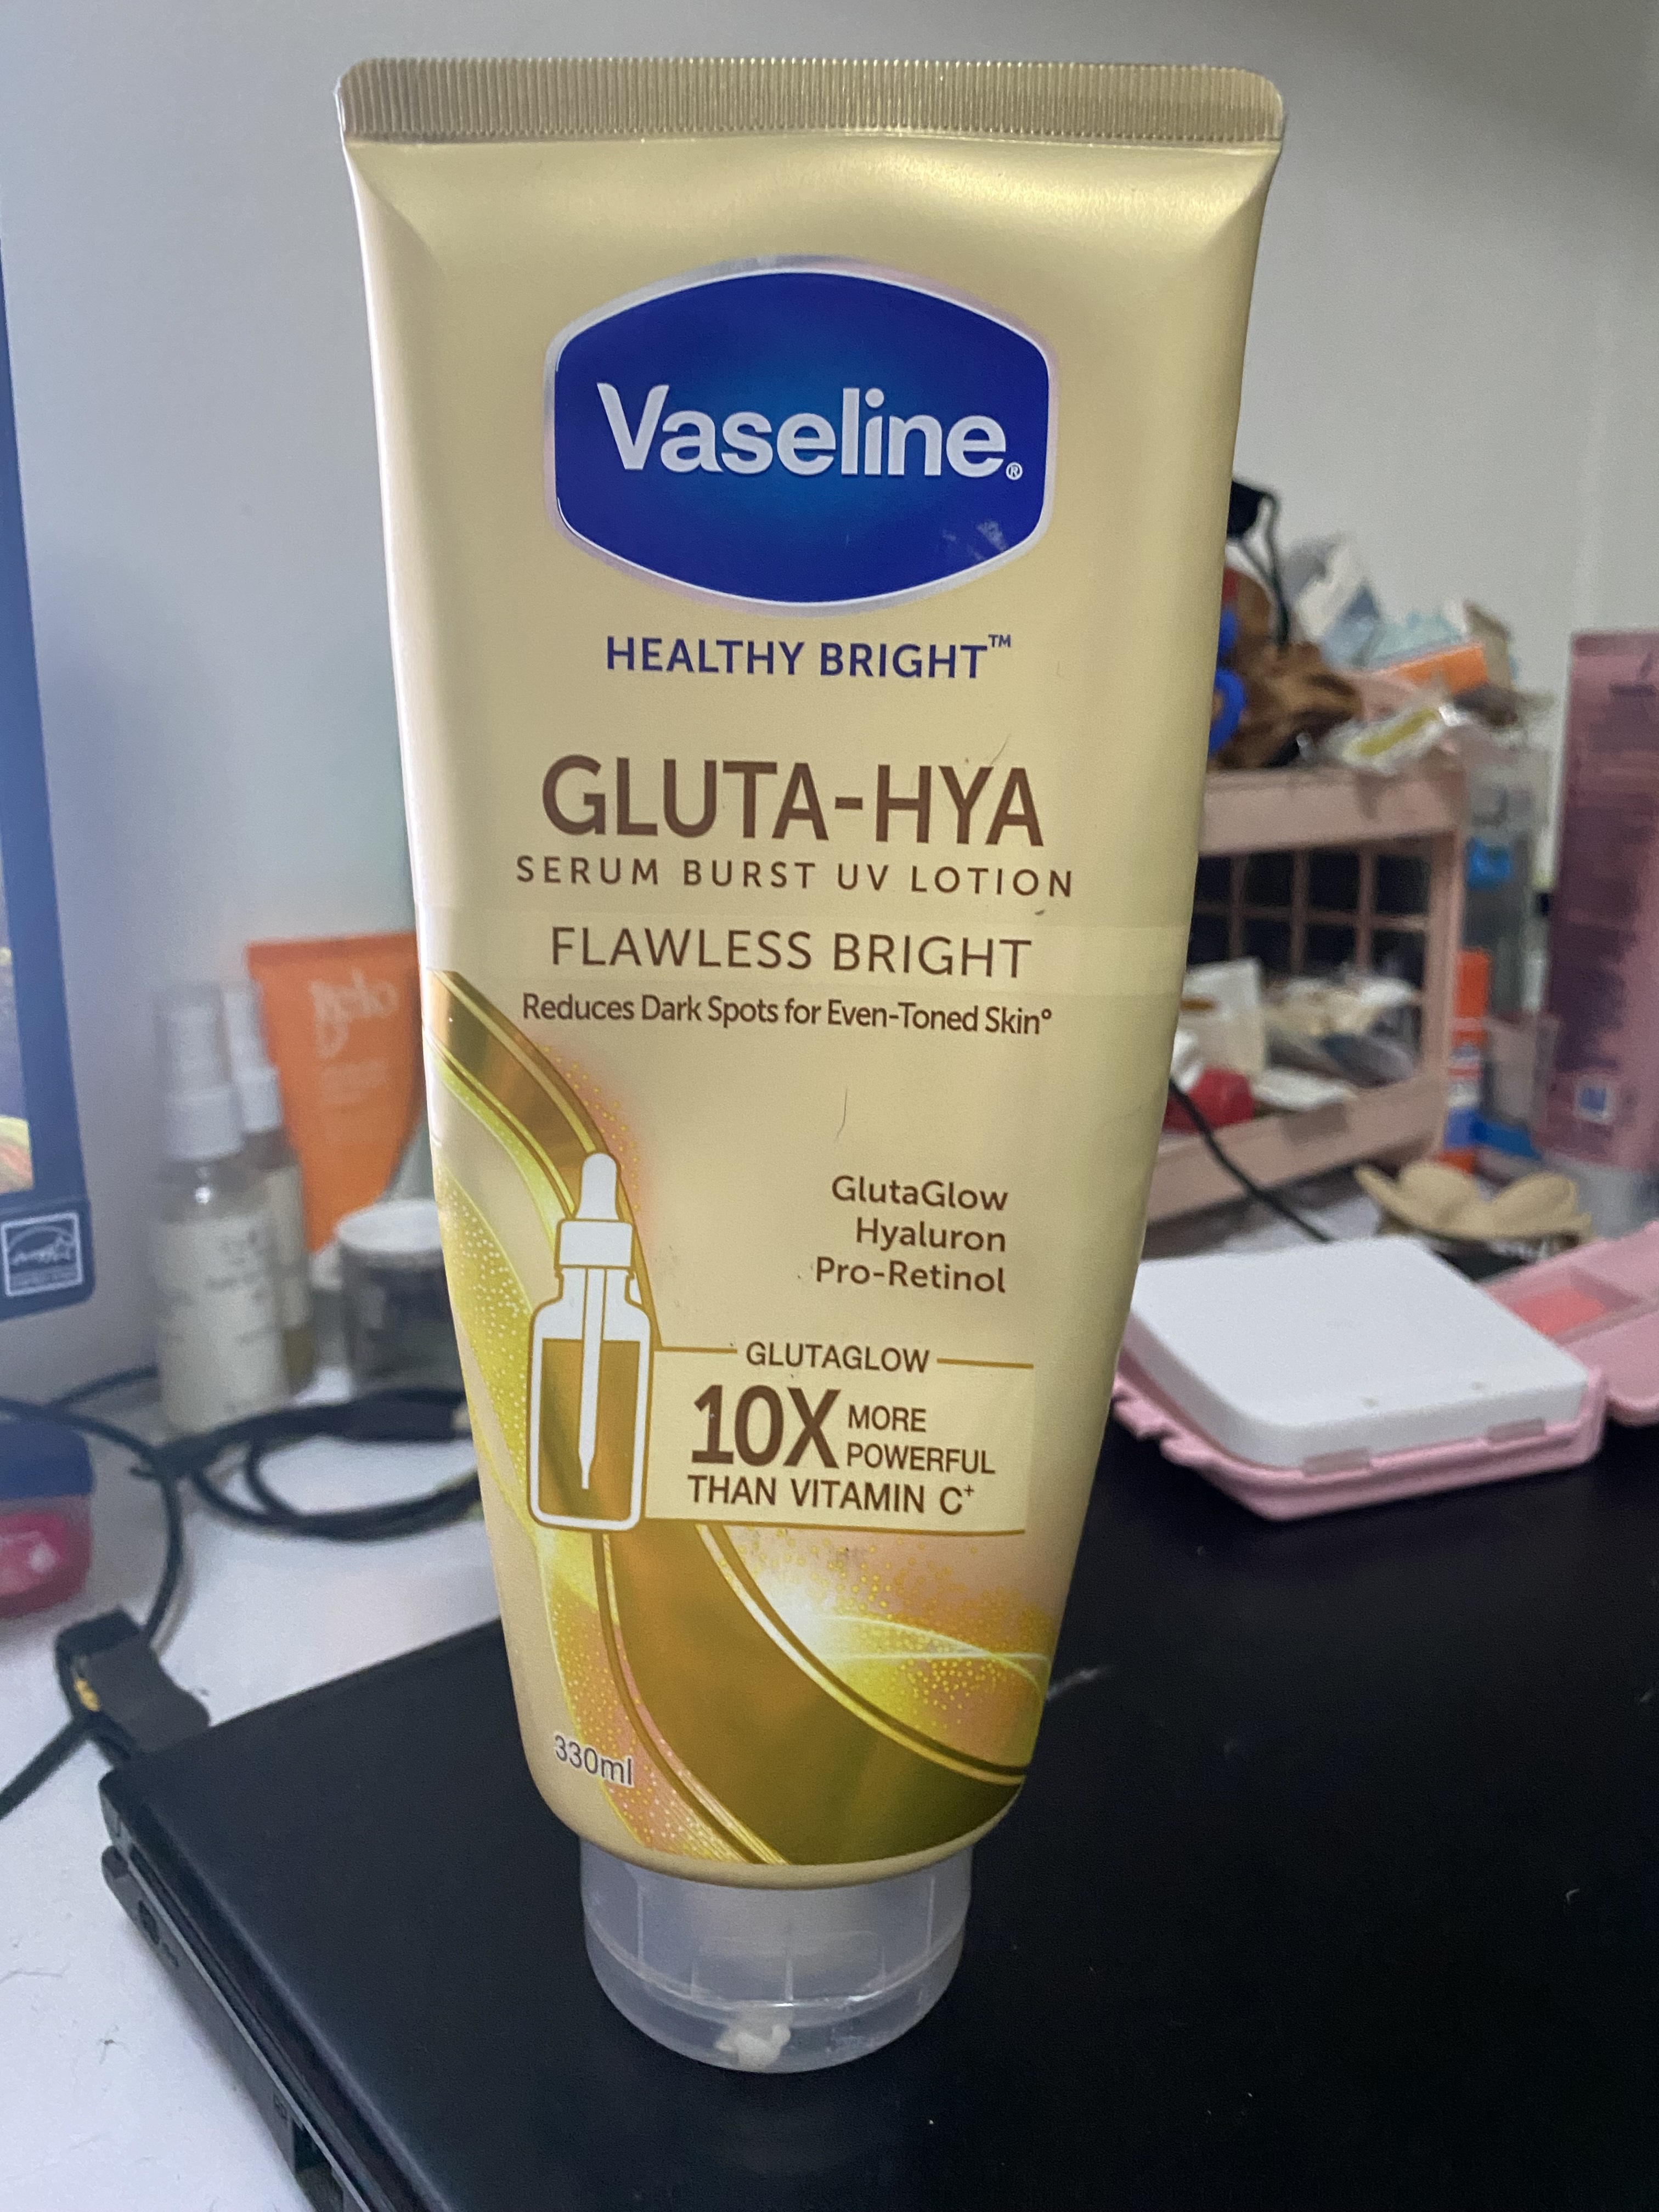 Vaseline®
HEALTHY BRIGHT™
GLUTA-HYA
SERUM BURST UV LOTION
FLAWLESS BRIGHT
Reduces Dark Spots for Even-Toned Skin°
GlutaGlow
Hyaluron
Pro-Retinol
GLUTAGLOW
10X MORE
POWERFUL
THAN VITAMIN C⁺
330ml